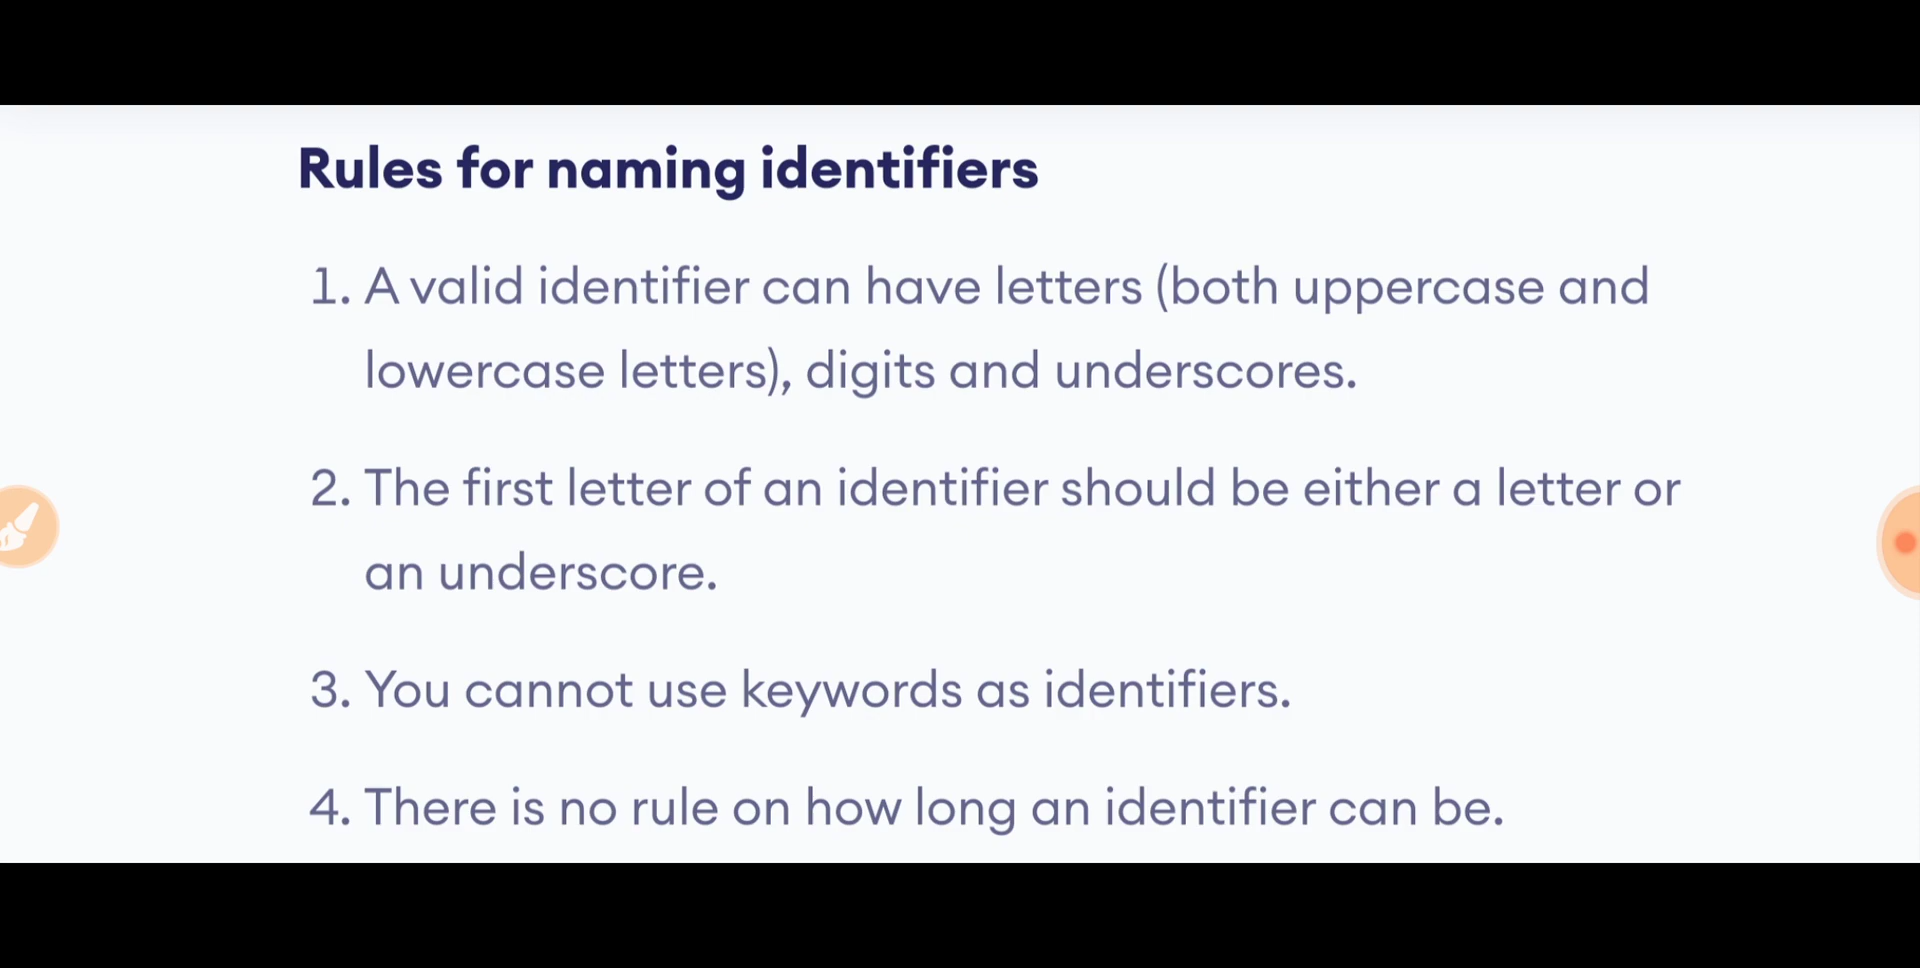 Rules for naming identifiers
1. A valid identifier can have letters (both uppercase and
lowercase letters), digits and underscores.
2. The first letter of an identifier should be either a letter or
an underscore.
3. You cannot use keywords as identifiers.
4. There is no rule on how long an identifier can be.